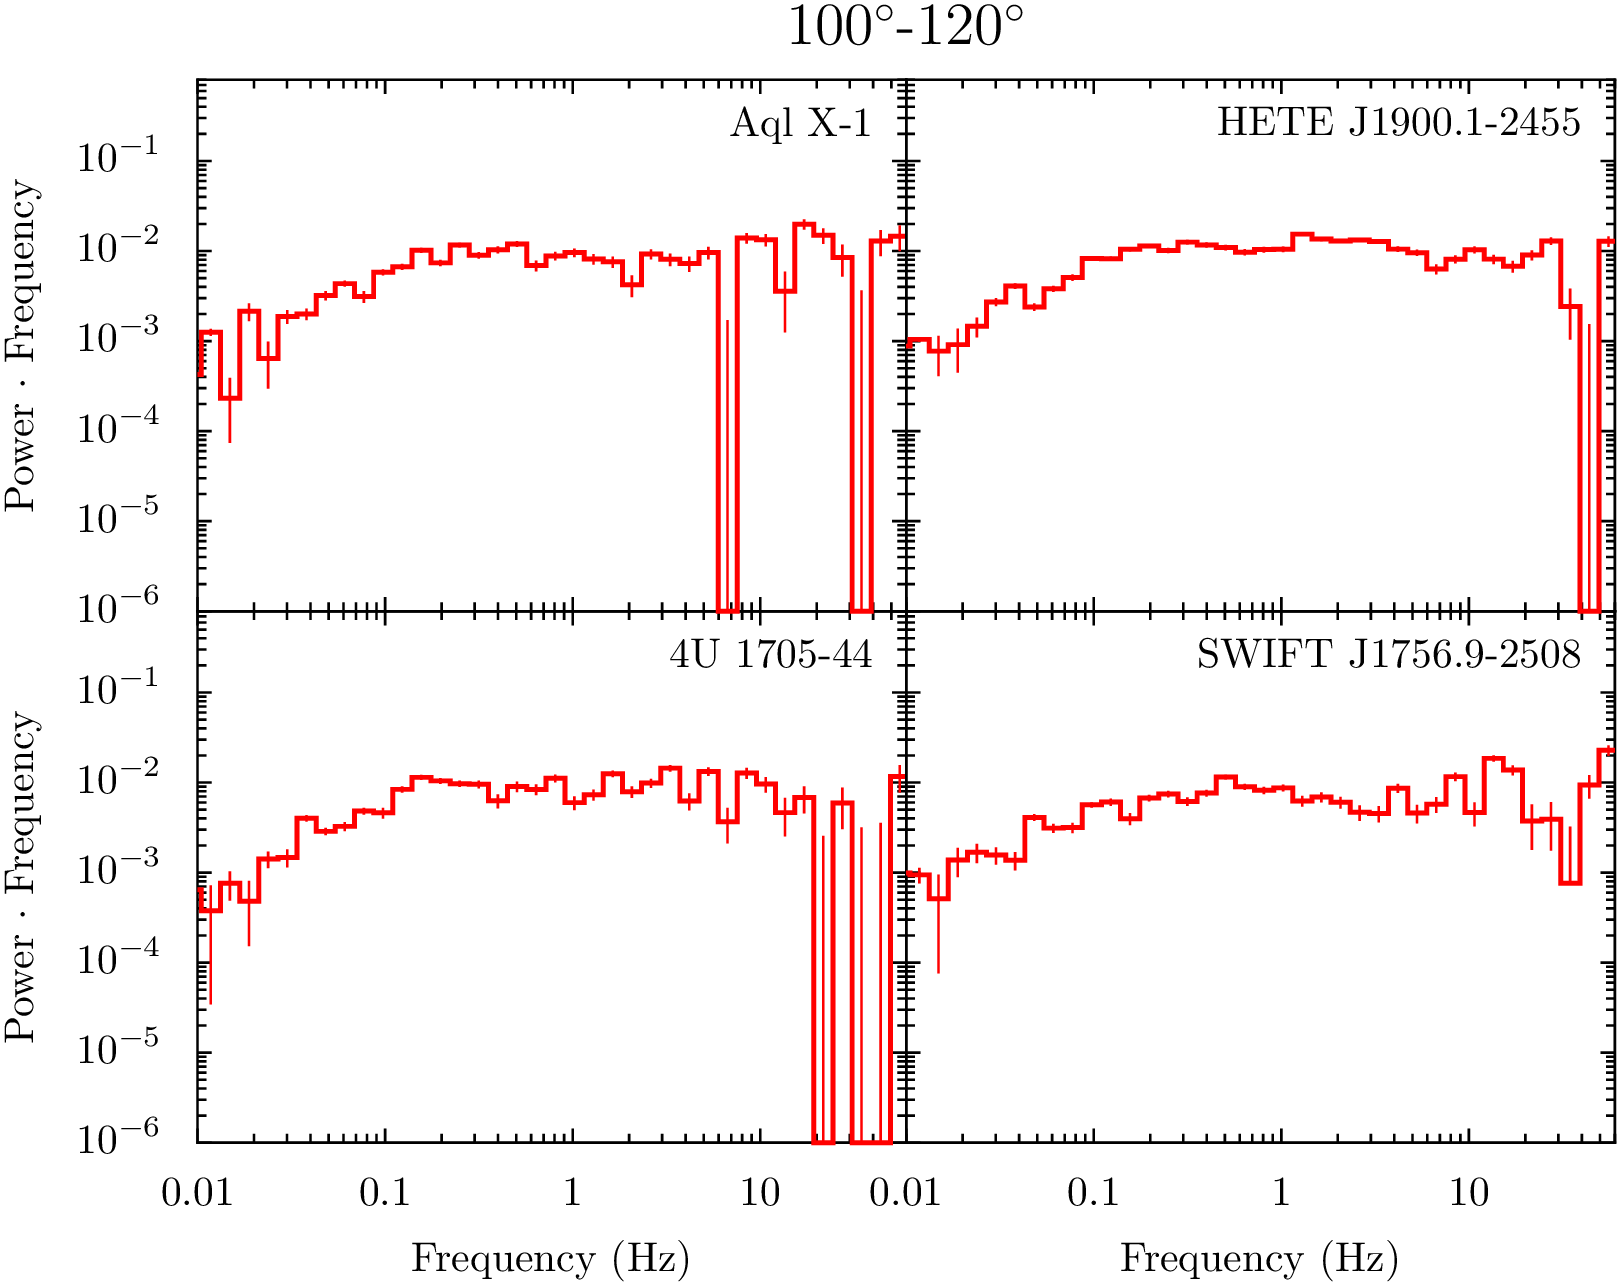 100°-120°
Aql X-1
HETE J1900.1-2455
10⁻¹
10⁻²
10⁻³
10⁻⁴
10⁻⁵
10⁻⁶
Power · Frequency
4U 1705-44
SWIFT J1756.9-2508
10⁻¹
10⁻²
10⁻³
10⁻⁴
10⁻⁵
10⁻⁶
Power · Frequency
0.01 0.1 1 10 0.01 0.1 1 10
Frequency (Hz) Frequency (Hz)